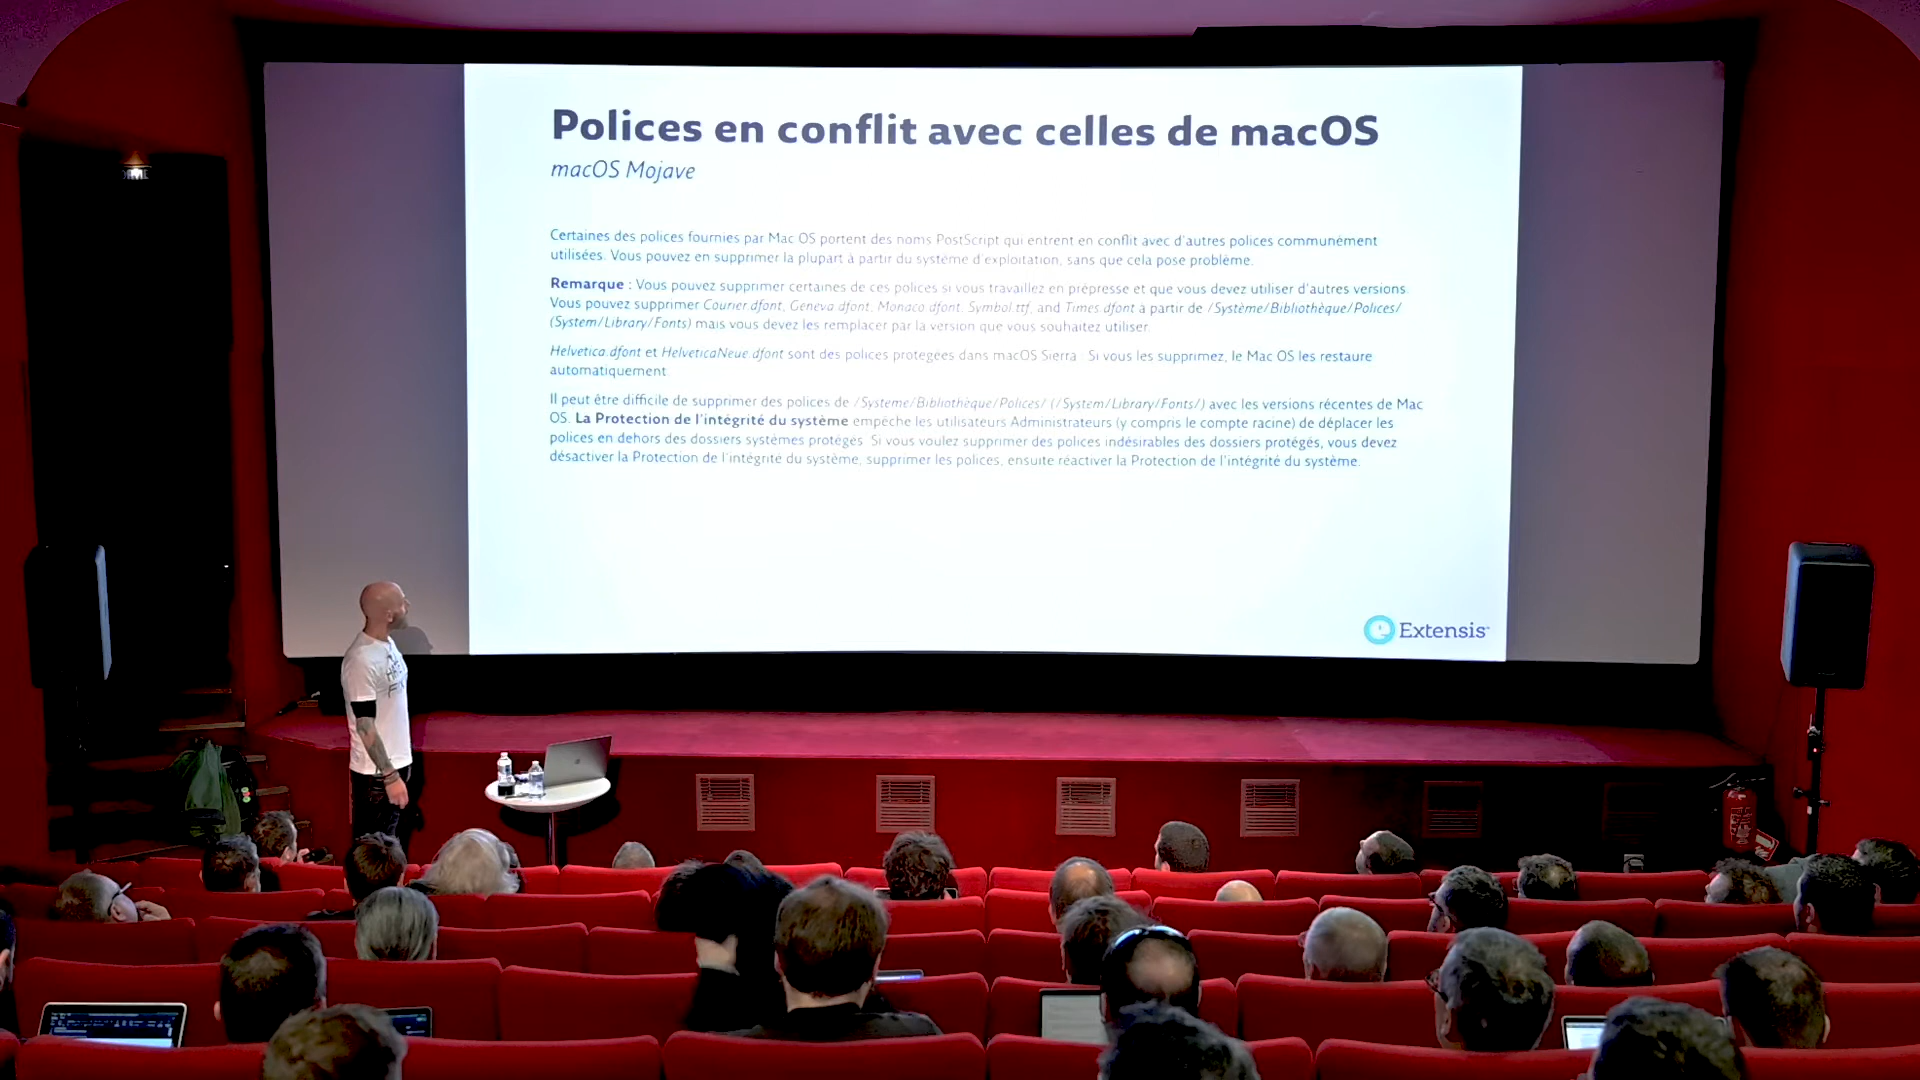 Polices en conflit avec celles de macOS
macOS Mojave
Certaines des polices fournies par Mac OS portent des noms PostScript qui entrent en conflit avec d'autres polices communément
utilisées. Vous pouvez en supprimer la plupart à partir du système d'exploitation, sans que cela pose problème.
Remarque : Vous pouvez supprimer certaines de ces polices si vous travaillez en prépresse et que vous devez utiliser d'autres versions.
Vous pouvez supprimer Courier.dfont, Geneva.dfont, Monaco.dfont, Symbol.ttf, and Times.dfont à partir de /Système/Bibliothèque/Polices/
(System/Library/Fonts) mais vous devez les remplacer par la version que vous souhaitez utiliser.
Helvetica.dfont et HelveticaNeue.dfont sont des polices protégées dans macOS Sierra. Si vous les supprimez, le Mac OS les restaure
automatiquement.
Il peut être difficile de supprimer des polices de /Système/Bibliothèque/Polices/ (/System/Library/Fonts/) avec les versions récentes de Mac
OS. La Protection de l'intégrité du système empêche les utilisateurs Administrateurs (y compris le compte racine) de déplacer les
polices en dehors des dossiers systèmes protégés. Si vous voulez supprimer des polices indésirables des dossiers protégés, vous devez
désactiver la Protection de l'intégrité du système, supprimer les polices, ensuite réactiver la Protection de l'intégrité du système.
Extensis